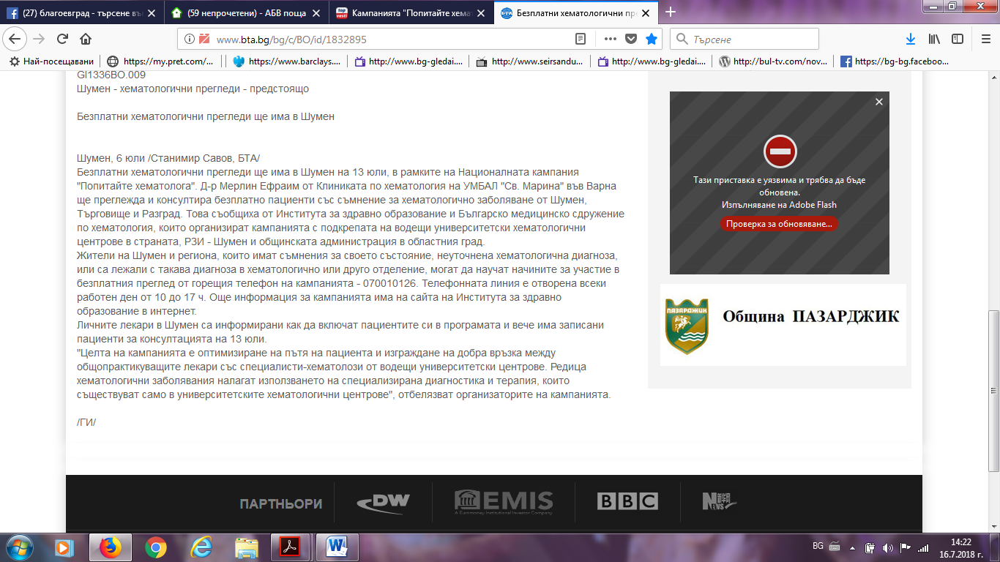 (27) благоевград - търсене въ
(59 непрочетени) - АБВ поща
Кампанията "Попитайте хемат
Безплатни хематологични пре
www.bta.bg/bg/c/BO/id/1832895
Търсене
Най-посещавани
https://my.pret.com/...
https://www.barclays....
http://www.bg-gledai....
http://www.seirsandu...
http://www.bg-gledai....
http://bul-tv.com/nov...
https://bg-bg.faceboo...
GI1336BO.009
Шумен - хематологични прегледи - предстоящо
Безплатни хематологични прегледи ще има в Шумен
Шумен, 6 юли /Станимир Савов, БТА/
Безплатни хематологични прегледи ще има в Шумен на 13 юли, в рамките на Националната кампания
"Попитайте хематолога". Д-р Мерлин Ефраим от Клиниката по хематология на УМБАЛ "Св. Марина" във Варна
ще преглежда и консултира безплатно пациенти със съмнение за хематологично заболяване от Шумен,
Търговище и Разград. Това съобщиха от Института за здравно образование и Българско медицинско сдружение
по хематология, които организират кампанията с подкрепата на водещи университетски хематологични
центрове в страната, РЗИ - Шумен и общинската администрация в областния град.
Жители на Шумен и региона, които имат съмнения за своето състояние, неуточнена хематологична диагноза,
или са лежали с такава диагноза в хематологично или друго отделение, могат да научат начините за участие в
безплатния преглед от горещия телефон на кампанията - 070010126. Телефонната линия е отворена всеки
работен ден от 10 до 17 ч. Още информация за кампанията има на сайта на Института за здравно
образование в интернет.
Личните лекари в Шумен са информирани как да включат пациентите си в програмата и вече има записани
пациенти за консултацията на 13 юли.
"Целта на кампанията е оптимизиране на пътя на пациента и изграждане на добра връзка между
общопрактикуващите лекари със специалисти-хематолози от водещи университетски центрове. Редица
хематологични заболявания налагат използването на специализирана диагностика и терапия, които
съществуват само в университетските хематологични центрове", отбелязват организаторите на кампанията.
/ГИ/
Тази приставка е уязвима и трябва да бъде
обновена.
Изпълняване на Adobe Flash
Проверка за обновяване...
ПАЗАРДЖИК
Община ПАЗАРДЖИК
ПАРТНЬОРИ
DW
EMIS
A Euromoney Institutional Investor Company
BBC
NEWS
BG
14:22
16.7.2018 г.